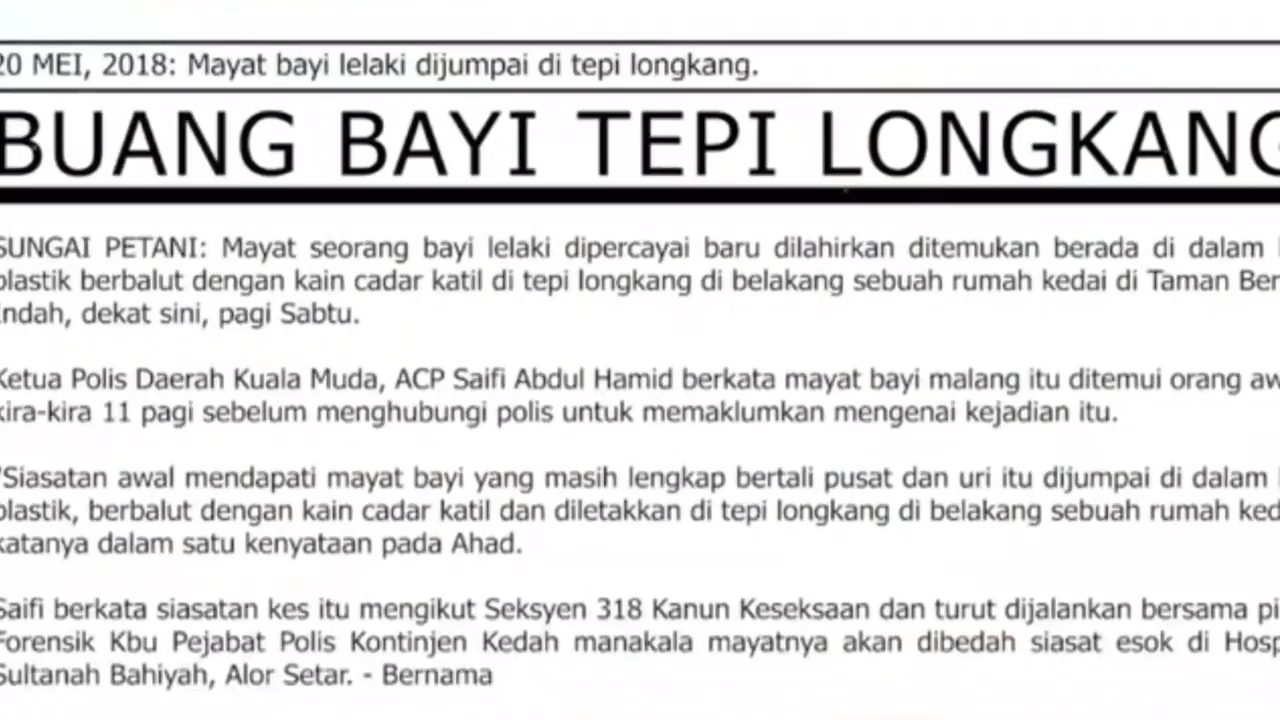 20 MEI, 2018: Mayat bayi lelaki dijumpai di tepi longkang.
BUANG BAYI TEPI LONGKANG
SUNGAI PETANI: Mayat seorang bayi lelaki dipercayai baru dilahirkan ditemukan berada di dalam
plastik berbalut dengan kain cadar katil di tepi longkang di belakang sebuah rumah kedai di Taman
Indah, dekat sini, pagi Sabtu.
Ketua Polis Daerah Kuala Muda, ACP Saifi Abdul Hamid berkata mayat bayi malang itu ditemui orang
kira-kira 11 pagi sebelum menghubungi polis untuk memaklumkan mengenai kejadian itu.
"Siasatan awal mendapati mayat bayi yang masih lengkap bertali pusat dan uri itu dijumpai di dalam
plastik, berbalut dengan kain cadar katil dan diletakkan di tepi longkang di belakang sebuah rumah
katanya dalam satu kenyataan pada Ahad.
Saifi berkata siasatan kes itu mengikut Seksyen 318 Kanun Keseksaan dan turut dijalankan bersama
Forensik Kbu Pejabat Polis Kontinjen Kedah manakala mayatnya akan dibedah siasat esok di
Sultanah Bahiyah, Alor Setar. - Bernama